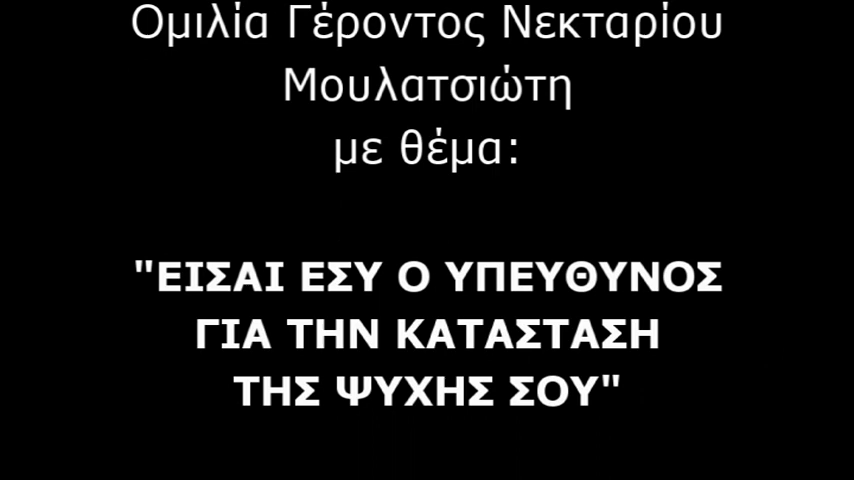 Ομιλία Γέροντος Νεκταρίου
Μουλατσιώτη
με θέμα:
"ΕΙΣΑΙ ΕΣΥ Ο ΥΠΕΥΘΥΝΟΣ
ΓΙΑ ΤΗΝ ΚΑΤΑΣΤΑΣΗ
ΤΗΣ ΨΥΧΗΣ ΣΟΥ"